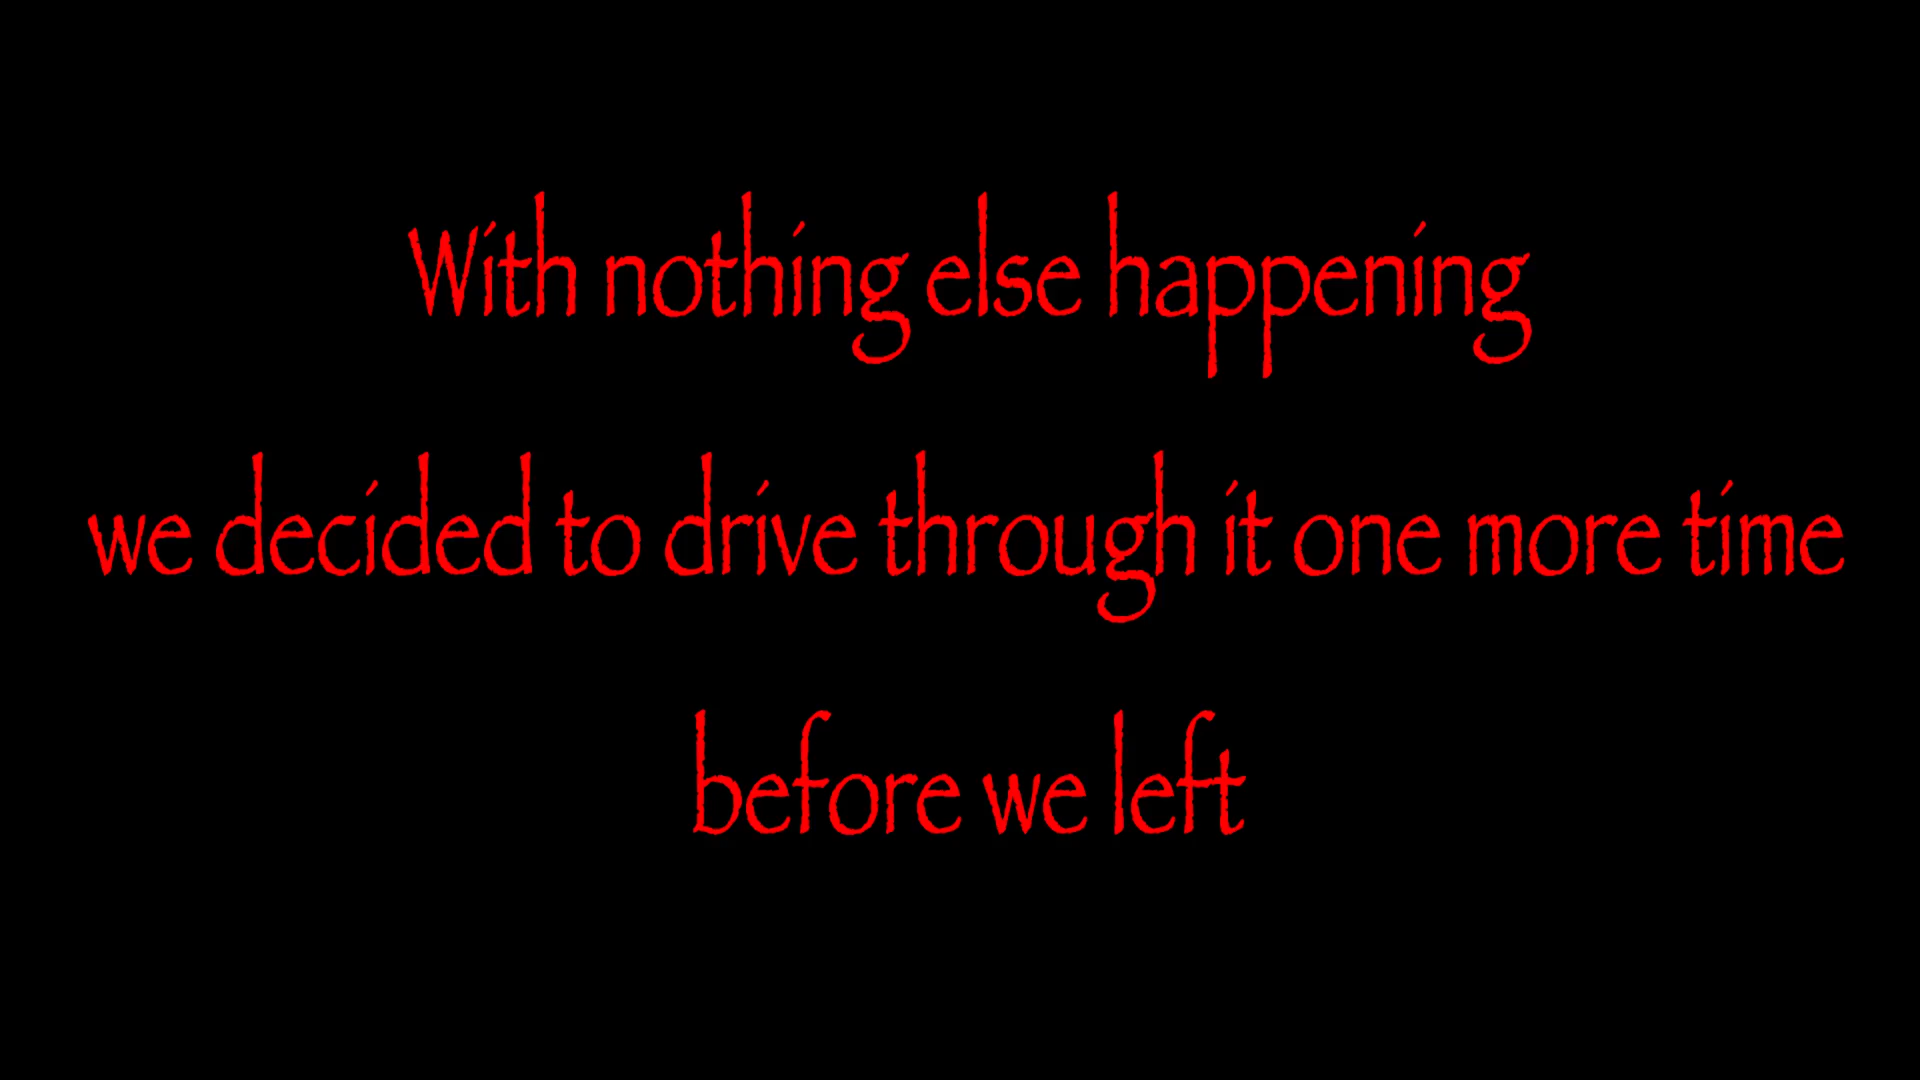 With nothing else happening
we decided to drive through it one more time
before we left